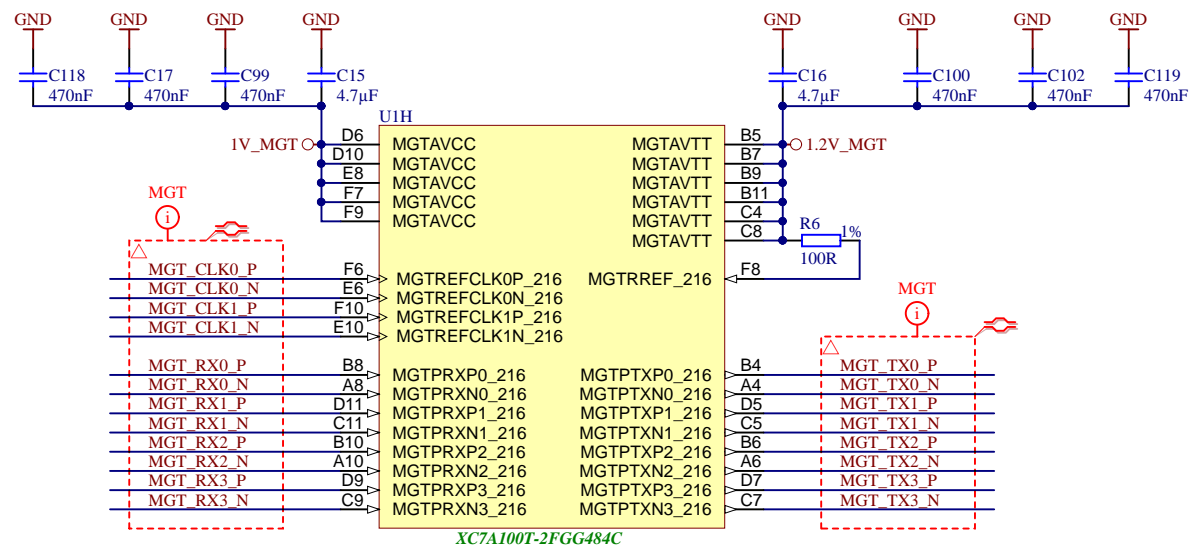 GND GND GND GND GND GND GND GND
C118 C17 C99 C15 C16 C100 C102 C119
470nF 470nF 470nF 4.7µF 4.7µF 470nF 470nF 470nF
U1H
1V_MGT D6 MGTAVCC MGTAVTT B5 1.2V_MGT
D10 MGTAVCC MGTAVTT B7
E8 MGTAVCC MGTAVTT B9
F7 MGTAVCC MGTAVTT B11
F9 MGTAVCC MGTAVTT C4
MGTAVTT C8 R6 1%
100R
MGT
i
MGT_CLK0_P F6 MGTREFCLK0P_216 MGTRREF_216 F8
MGT_CLK0_N E6 MGTREFCLK0N_216
MGT_CLK1_P F10 MGTREFCLK1P_216
MGT_CLK1_N E10 MGTREFCLK1N_216
MGT
i
MGT_RX0_P B8 MGTPRXP0_216 MGTPTXP0_216 B4 MGT_TX0_P
MGT_RX0_N A8 MGTPRXN0_216 MGTPTXN0_216 A4 MGT_TX0_N
MGT_RX1_P D11 MGTPRXP1_216 MGTPTXP1_216 D5 MGT_TX1_P
MGT_RX1_N C11 MGTPRXN1_216 MGTPTXN1_216 C5 MGT_TX1_N
MGT_RX2_P B10 MGTPRXP2_216 MGTPTXP2_216 B6 MGT_TX2_P
MGT_RX2_N A10 MGTPRXN2_216 MGTPTXN2_216 A6 MGT_TX2_N
MGT_RX3_P D9 MGTPRXP3_216 MGTPTXP3_216 D7 MGT_TX3_P
MGT_RX3_N C9 MGTPRXN3_216 MGTPTXN3_216 C7 MGT_TX3_N
XC7A100T-2FGG484C